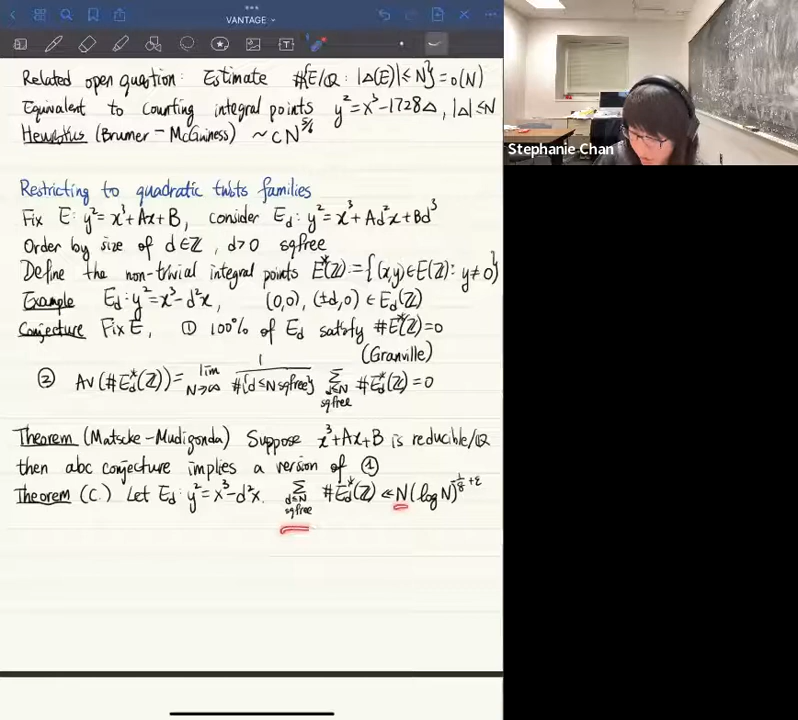 VANTAGE
Related open question: Estimate #{E/ℚ : |Δ(E)| ≤ N} = o(N)
Equivalent to counting integral points y² = x³ - 1728Δ, |Δ| ≤ N
Heuristics (Brumer - McGuiness) ~ cN^{5/6}
Restricting to quadratic twists families
Fix E: y² = x³ + Ax + B, consider E_d: y² = x³ + Ad²x + Bd³
Order by size of d ∈ ℤ, d > 0 sqfree
Define the non-trivial integral points E*(ℤ) := {(x,y) ∈ E(ℤ) : y ≠ 0}
Example E_d: y² = x³ - d²x, (0,0), (±d,0) ∈ E_d(ℤ)
Conjecture Fix E, ① 100% of E_d satisfy #E*(ℤ) = 0
(Granville)
② Av(#E_d*(ℤ)) = lim_{N→∞} 1/#{d ≤ N sqfree} ∑_{d≤N sqfree} #E_d*(ℤ) = 0
Theorem (Matscke - Mudigonda) Suppose x³ + Ax + B is reducible/ℚ
then abc conjecture implies a version of ①
Theorem (C.) Let E_d: y² = x³ - d²x. ∑_{d≤N sqfree} #E_d*(ℤ) ≪ N(log N)^{-1/8+ε}
Stephanie Chan